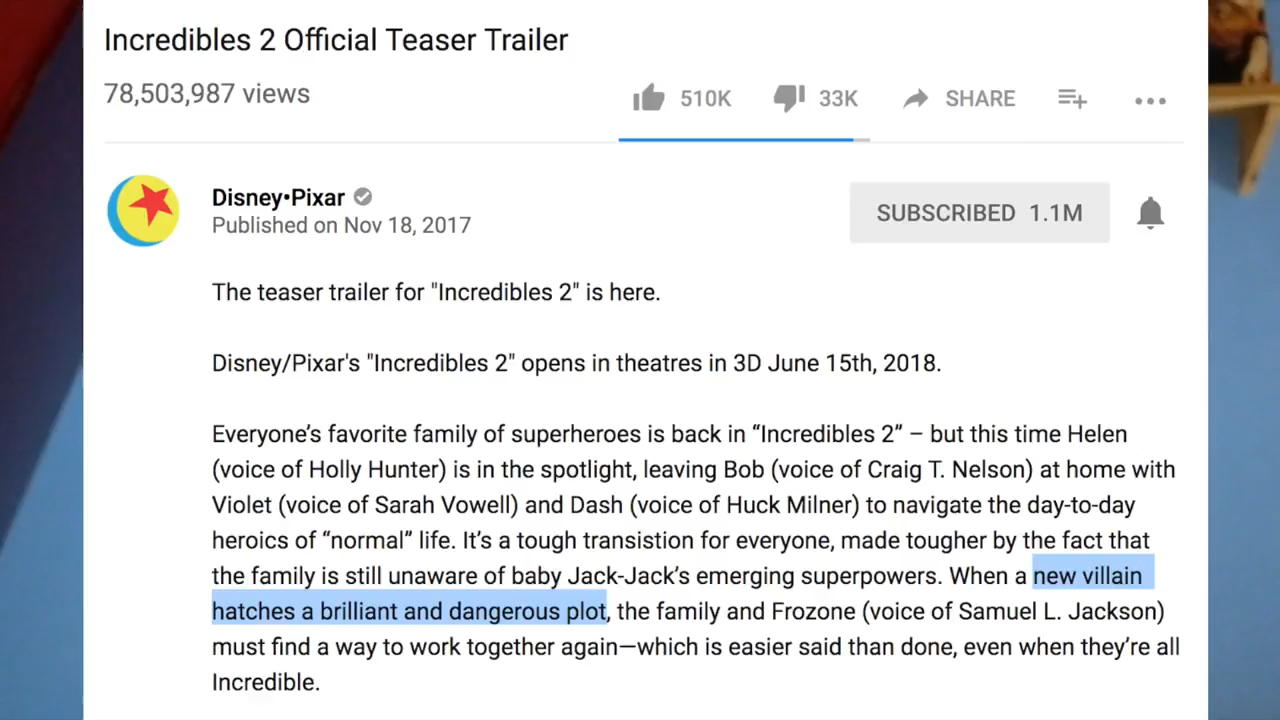 Incredibles 2 Official Teaser Trailer
78,503,987 views
510K
33K
SHARE
Disney•Pixar
Published on Nov 18, 2017
SUBSCRIBED 1.1M
The teaser trailer for "Incredibles 2" is here.
Disney/Pixar's "Incredibles 2" opens in theatres in 3D June 15th, 2018.
Everyone’s favorite family of superheroes is back in “Incredibles 2” – but this time Helen
(voice of Holly Hunter) is in the spotlight, leaving Bob (voice of Craig T. Nelson) at home with
Violet (voice of Sarah Vowell) and Dash (voice of Huck Milner) to navigate the day-to-day
heroics of “normal” life. It’s a tough transistion for everyone, made tougher by the fact that
the family is still unaware of baby Jack-Jack’s emerging superpowers. When a new villain
hatches a brilliant and dangerous plot, the family and Frozone (voice of Samuel L. Jackson)
must find a way to work together again—which is easier said than done, even when they’re all
Incredible.